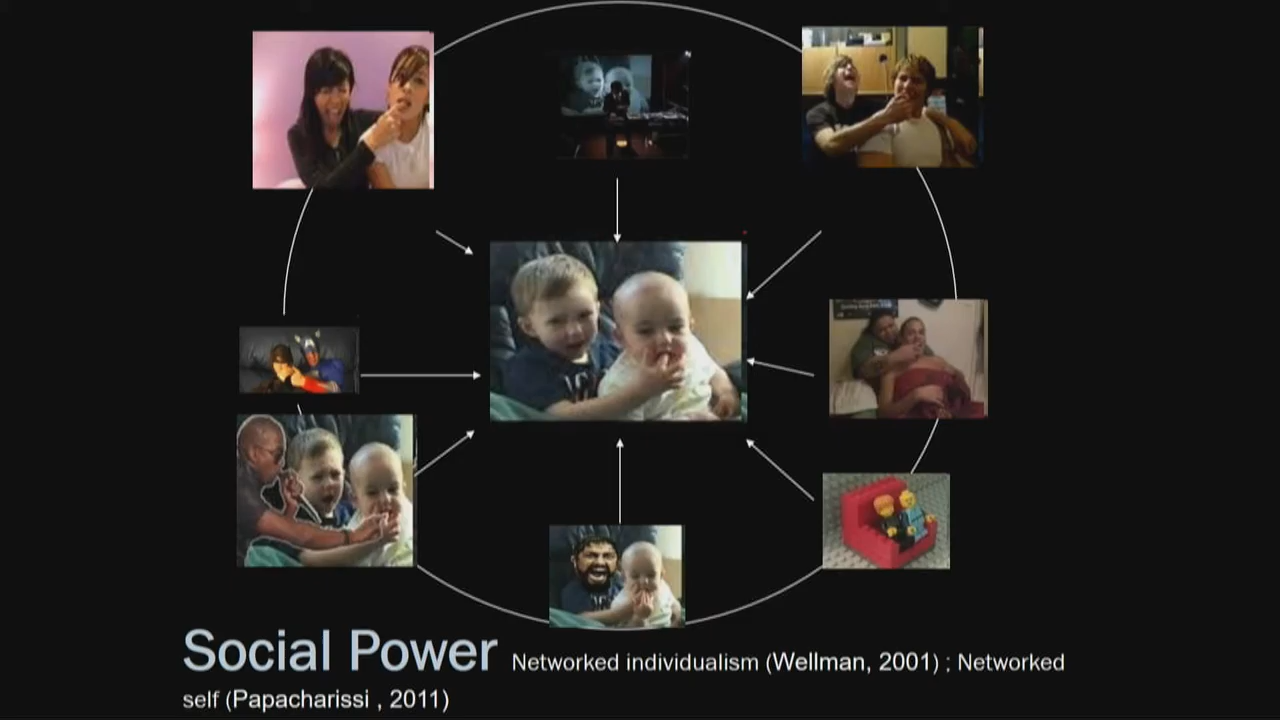 Social Power Networked individualism (Wellman, 2001) ; Networked
self (Papacharissi , 2011)